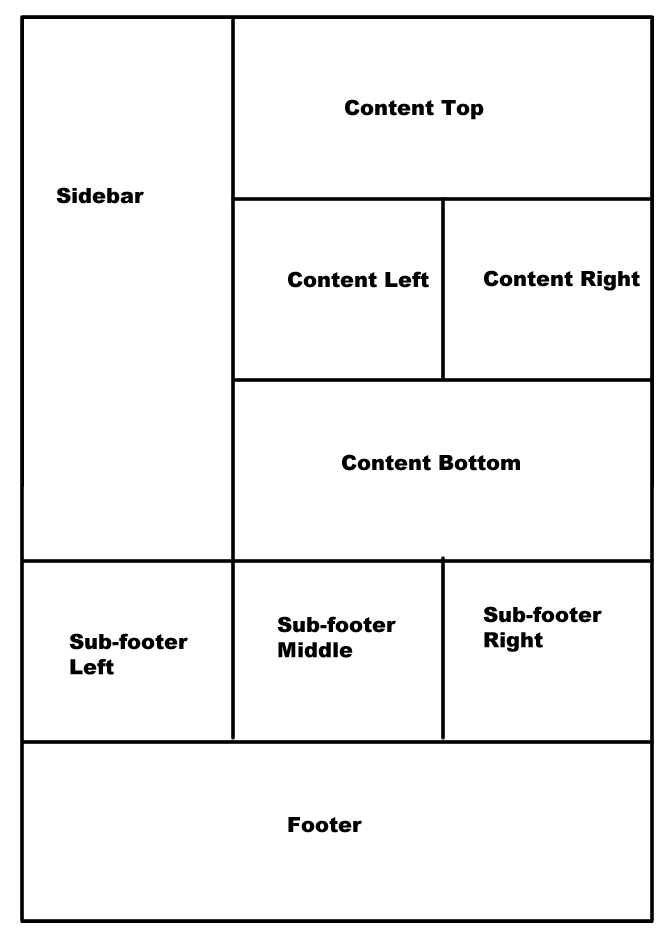 Content Top
Sidebar
Content Left
Content Right
Content Bottom
Sub-footer
Left
Sub-footer
Middle
Sub-footer
Right
Footer